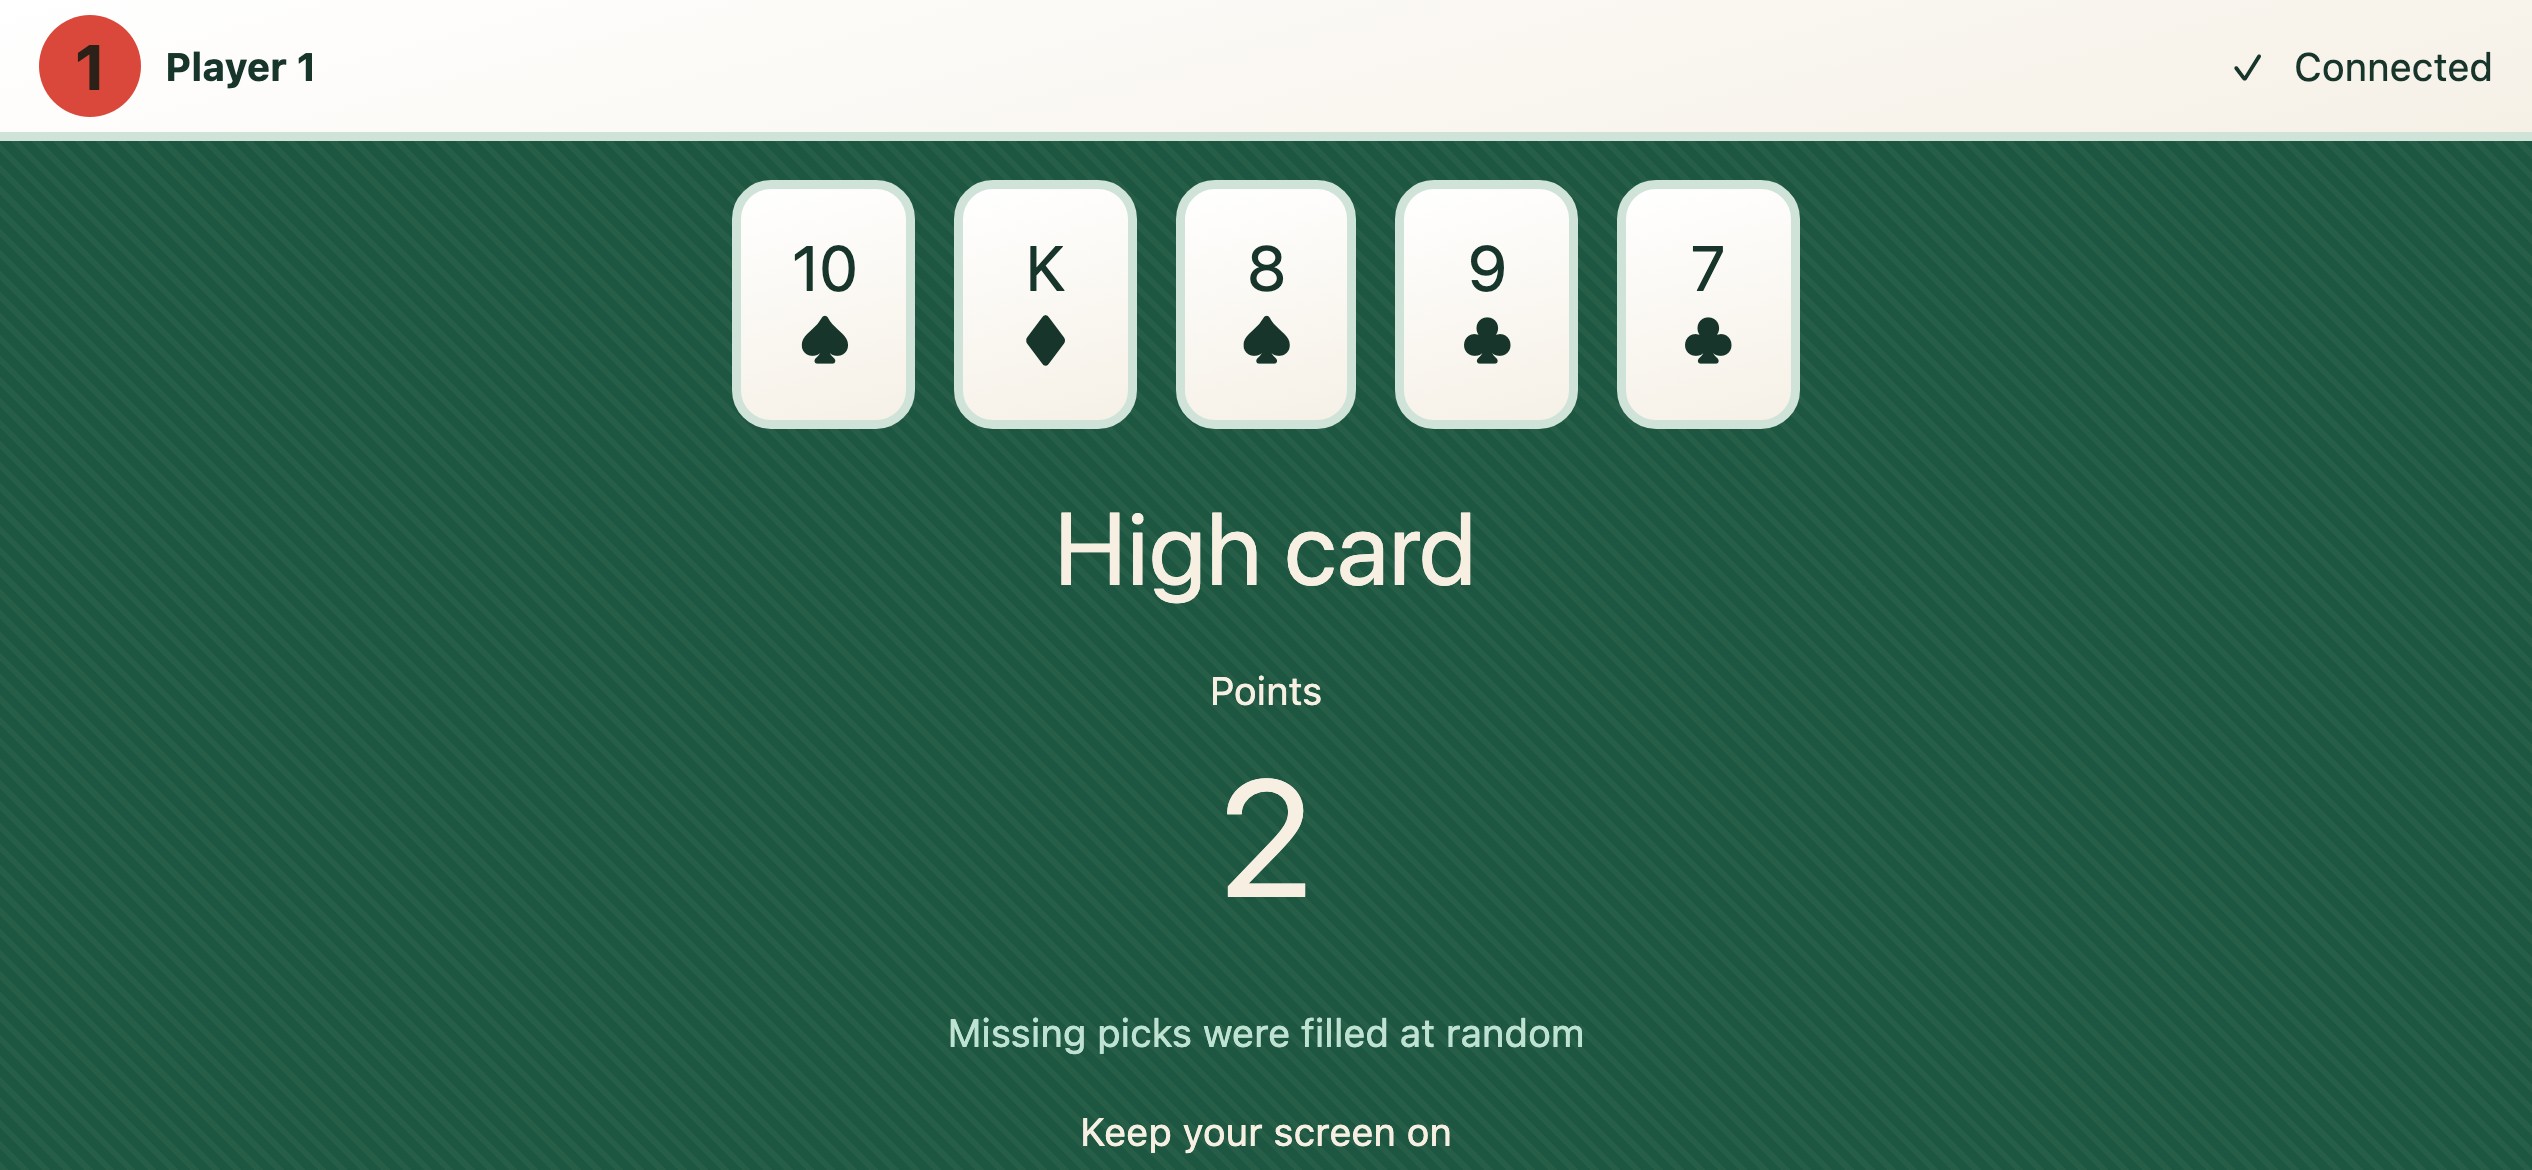 1 Player 1 ✓ Connected
10 K 8 9 7
♠ ♦ ♠ ♣ ♣
High card
Points
2
Missing picks were filled at random
Keep your screen on